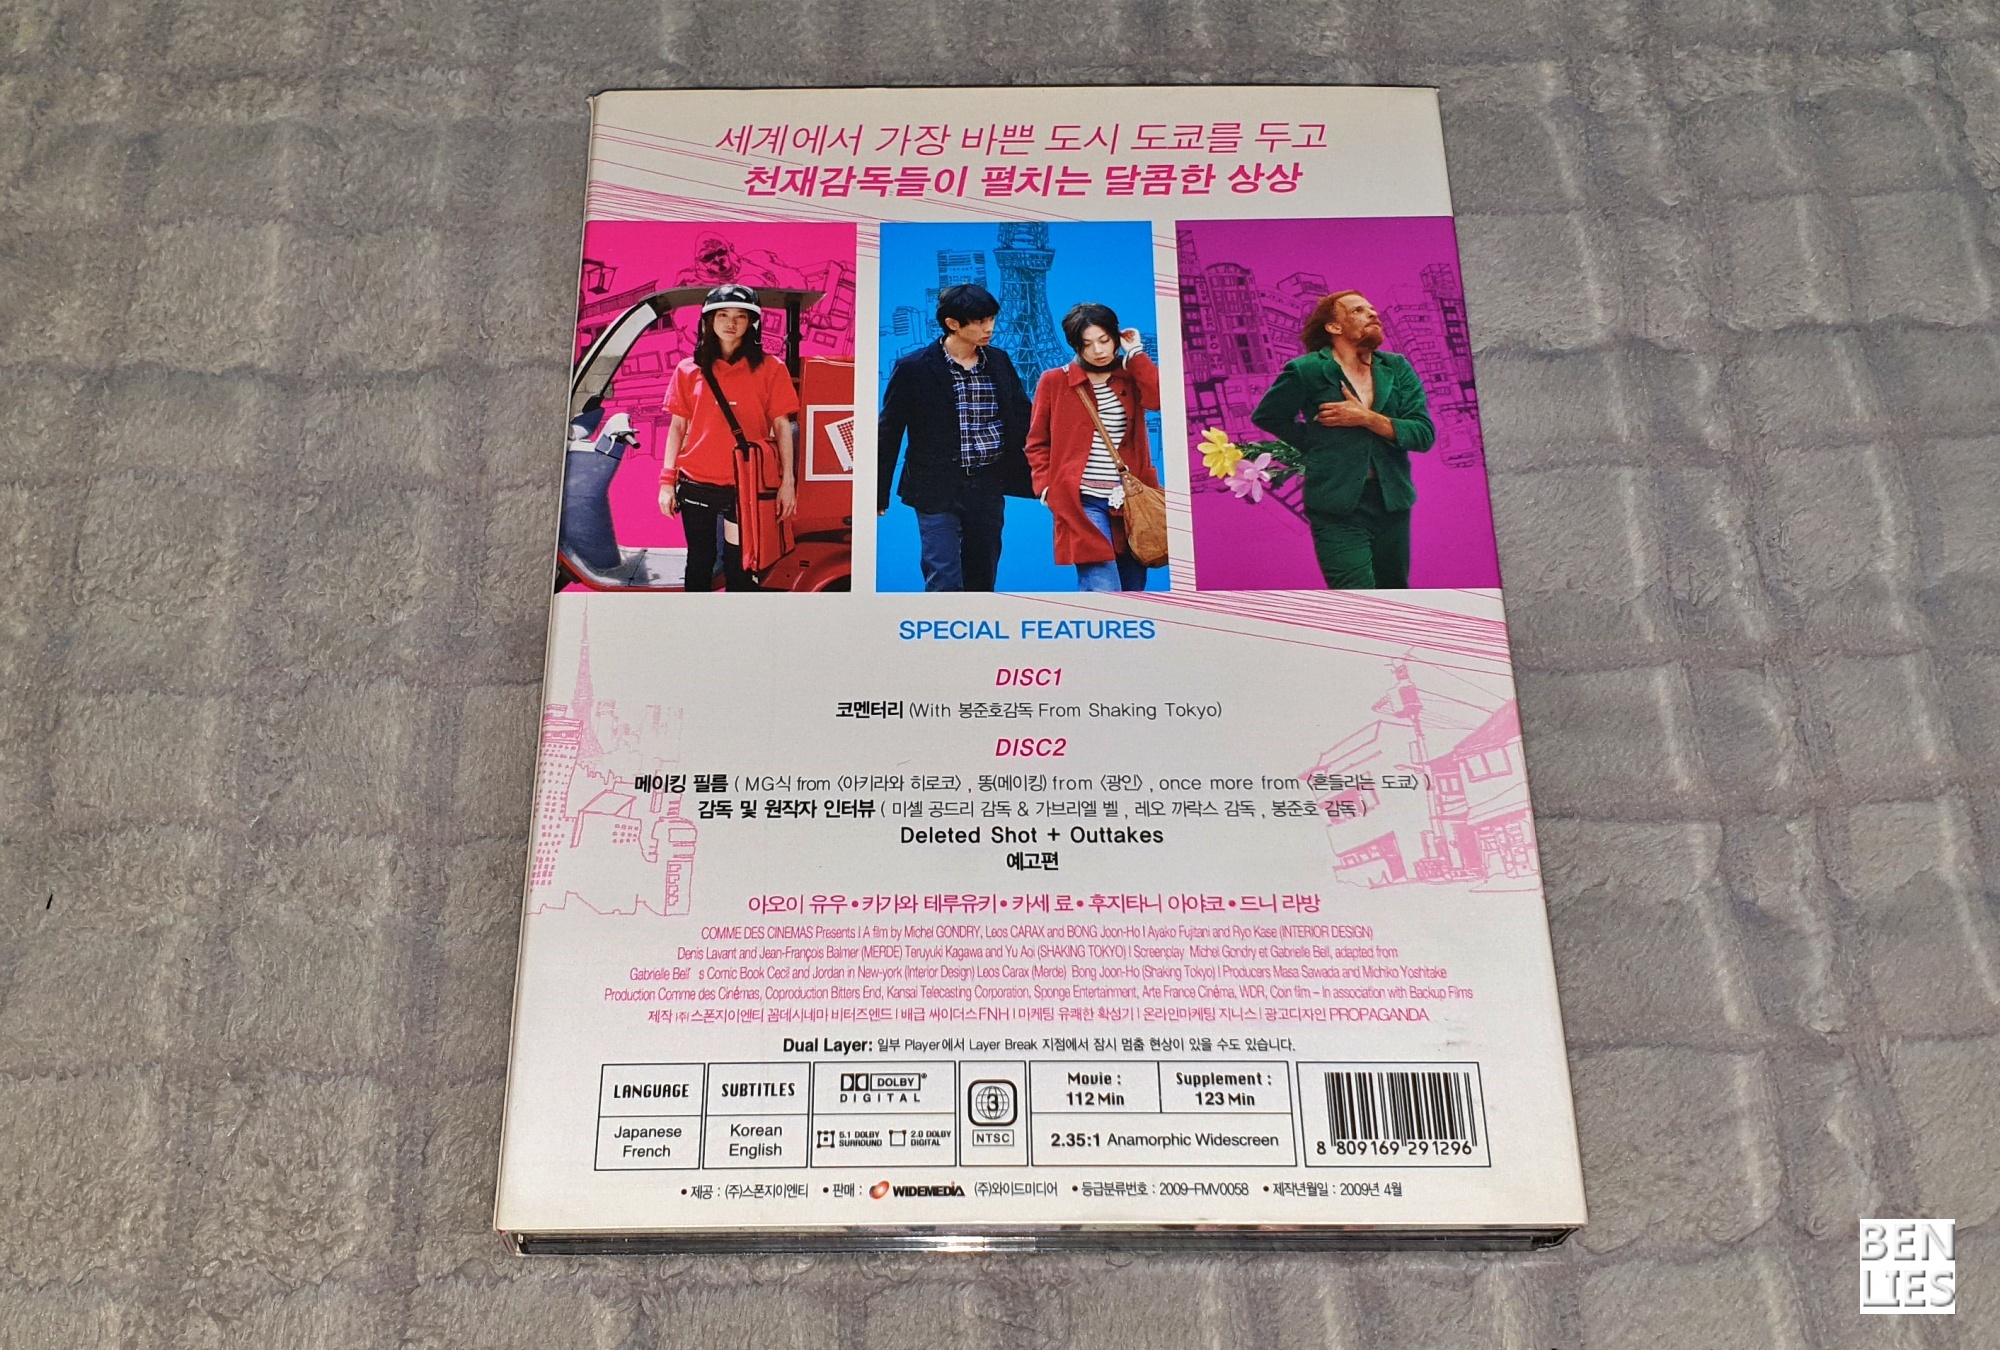 세계에서 가장 바쁜 도시 도쿄를 두고
천재감독들이 펼치는 달콤한 상상
SPECIAL FEATURES
DISC1
코멘터리 (With 봉준호감독 From Shaking Tokyo)
DISC2
메이킹 필름 ( MG식 from 〈아키라와 히로코〉 , 똥(메이킹) from 〈광인〉 , once more from 〈흔들리는 도쿄〉 )
감독 및 원작자 인터뷰 ( 미셸 공드리 감독 & 가브리엘 벨 , 레오 까락스 감독 , 봉준호 감독 )
Deleted Shot + Outtakes
예고편
아오이 유우 • 카가와 테루유키 • 카세 료 • 후지타니 아야코 • 드니 라방
COMME DES CINEMAS Presents I A film by Michel GONDRY, Leos CARAX and BONG Joon-Ho I Ayako Fujitani and Ryo Kase (INTERIOR DESIGN)
Denis Lavant and Jean-François Balmer (MERDE) Teruyuki Kagawa and Yu Aoi (SHAKING TOKYO) I Screenplay Michel Gondry et Gabrielle Bell, adapted from
Gabrielle Bell' s Comic Book Cecil and Jordan in New-york (Interior Design) Leos Carax (Merde) Bong Joon-Ho (Shaking Tokyo) I Producers Masa Sawada and Michiko Yoshitake
Production Comme des Cinémas, Coproduction Bitters End, Kansai Telecasting Corporation, Sponge Entertainment, Arte France Cinéma, WDR, Coin film – In association with Backup Films
제작 (주)스폰지이엔티 꼼데시네마 비터즈엔드 I 배급 싸이더스FNH I 마케팅 유쾌한 확성기 I 온라인마케팅 지니스 I 광고디자인 PROPAGANDA
Dual Layer: 일부 Player에서 Layer Break 지점에서 잠시 멈춤 현상이 있을 수도 있습니다.
LANGUAGE
Japanese
French
SUBTITLES
Korean
English
DOLBY®
DIGITAL
5.1 DOLBY SURROUND
2.0 DOLBY DIGITAL
3
NTSC
Movie :
112 Min
Supplement :
123 Min
2.35:1 Anamorphic Widescreen
8 809169 291296
• 제공 : (주)스폰지이엔티 • 판매 : WIDEMEDIA (주)와이드미디어 • 등급분류번호 : 2009-FMV0058 • 제작년월일 : 2009년 4월
BEN
LIES